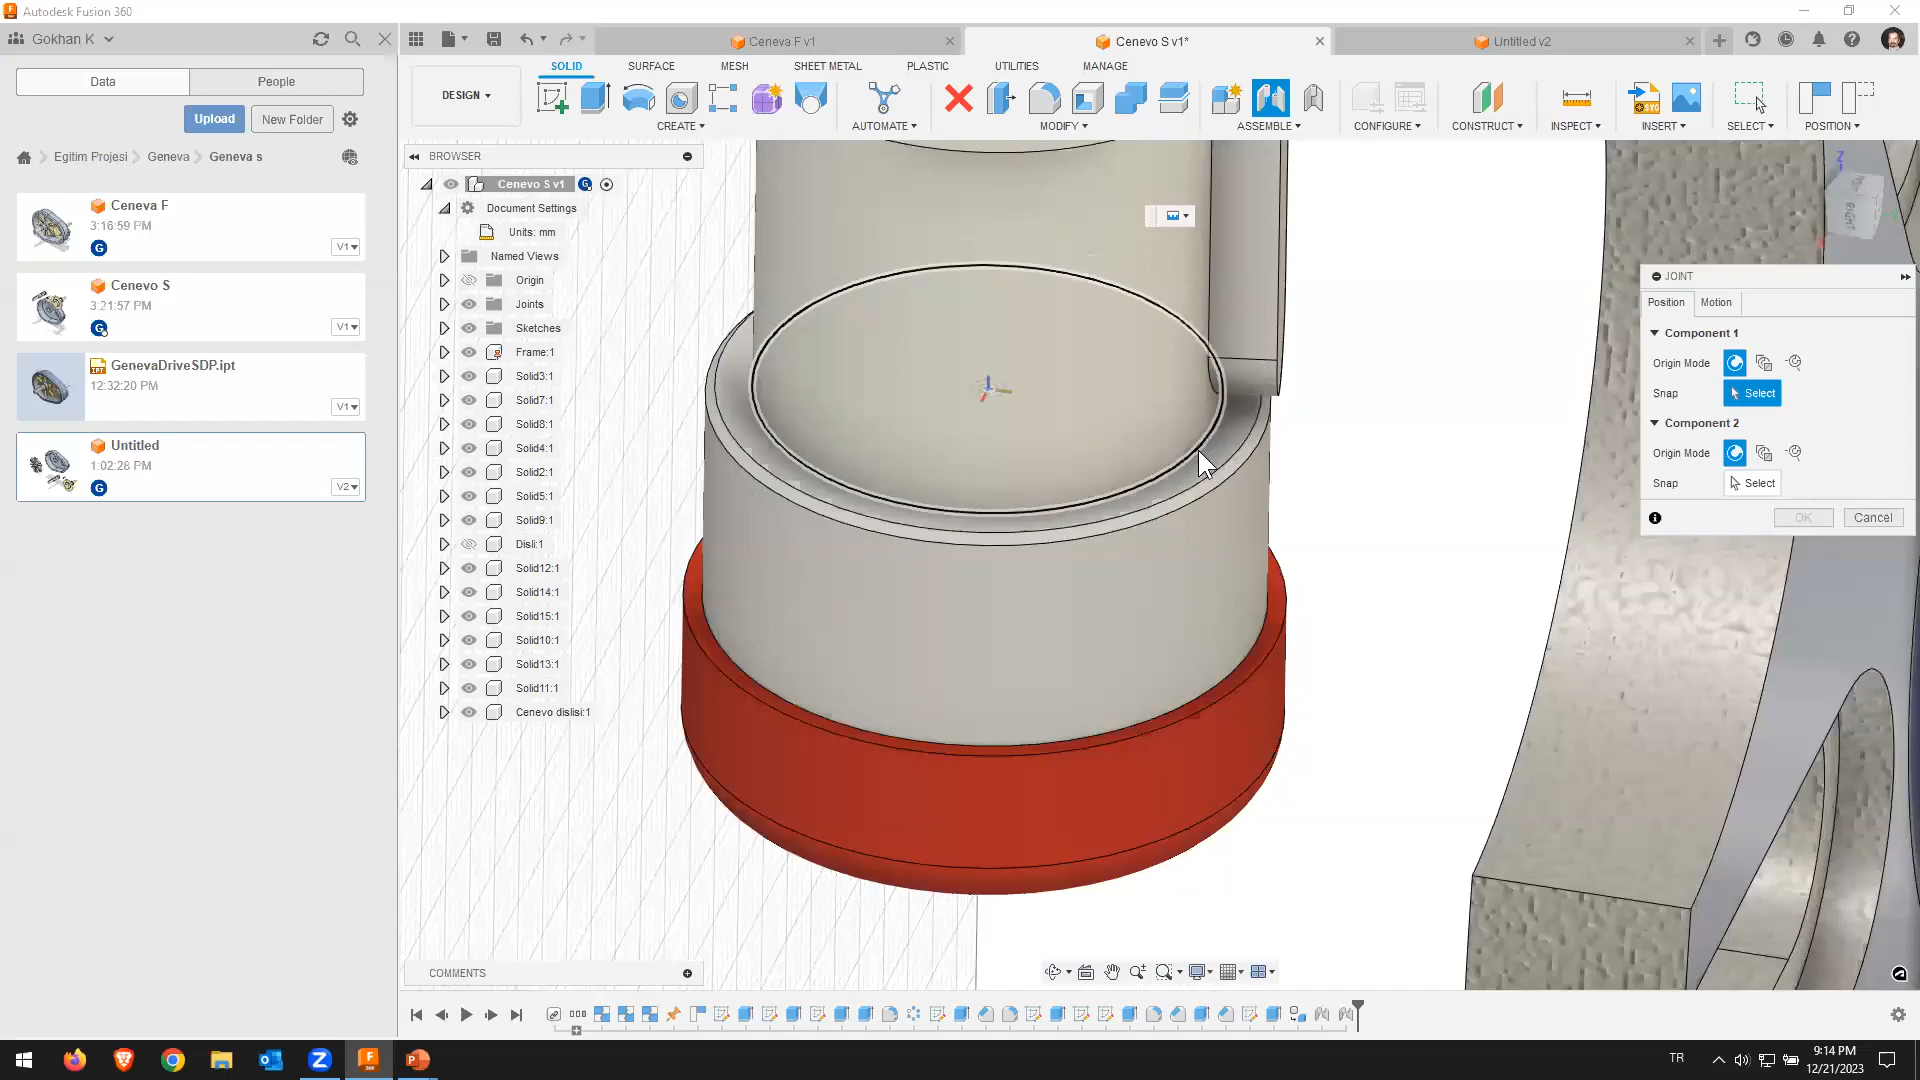 Autodesk Fusion 360
Gokhan K
Data
People
Upload
New Folder
Egitim Projesi
Geneva
Geneva s
Ceneva F
3:16:59 PM
V1
Cenevo S
3:21:57 PM
V1
GenevaDriveSDP.ipt
12:32:20 PM
V1
Untitled
1:02:28 PM
V2
Ceneva F v1
Cenevo S v1*
Untitled v2
SOLID
SURFACE
MESH
SHEET METAL
PLASTIC
UTILITIES
MANAGE
DESIGN
CREATE
AUTOMATE
MODIFY
ASSEMBLE
CONFIGURE
CONSTRUCT
INSPECT
INSERT
SELECT
POSITION
BROWSER
Cenevo S v1
Document Settings
Units: mm
Named Views
Origin
Joints
Sketches
Frame:1
Solid3:1
Solid7:1
Solid8:1
Solid4:1
Solid2:1
Solid5:1
Solid9:1
Disli:1
Solid12:1
Solid14:1
Solid15:1
Solid10:1
Solid13:1
Solid11:1
Cenevo dislisi:1
COMMENTS
Z
RIGHT
JOINT
Position
Motion
Component 1
Origin Mode
Snap
Select
Component 2
Origin Mode
Snap
Select
OK
Cancel
TR
9:14 PM
12/21/2023